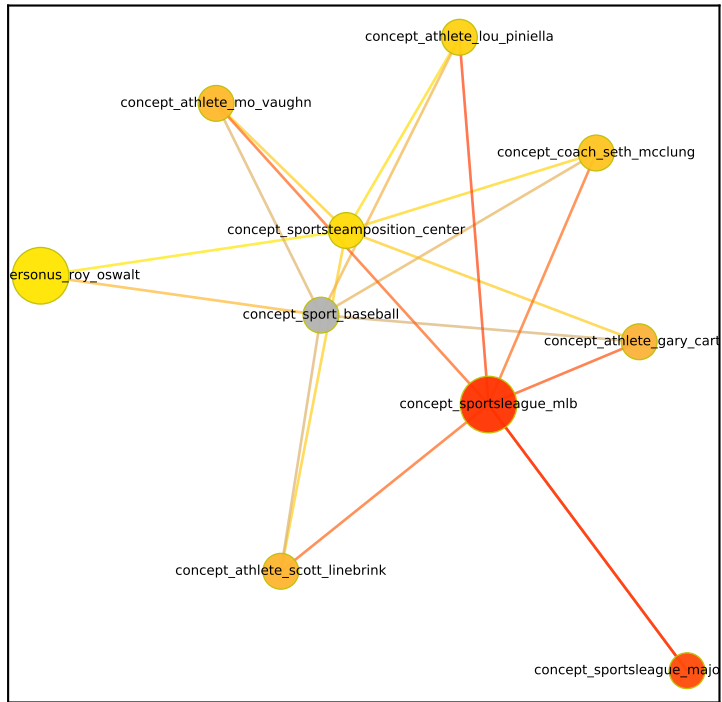 concept_athlete_lou_piniella
concept_athlete_mo_vaughn
concept_coach_seth_mcclung
concept_sportsteamposition_center
ersonus_roy_oswalt
concept_sport_baseball
concept_athlete_gary_cart
concept_sportsleague_mlb
concept_athlete_scott_linebrink
concept_sportsleague_majo